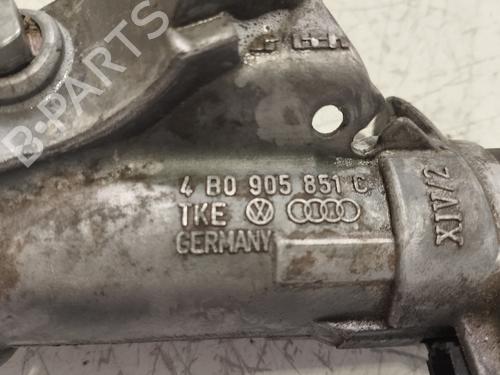 B-PARTS
4 B0 905 851 C
TKE
GERMANY
XIV/2